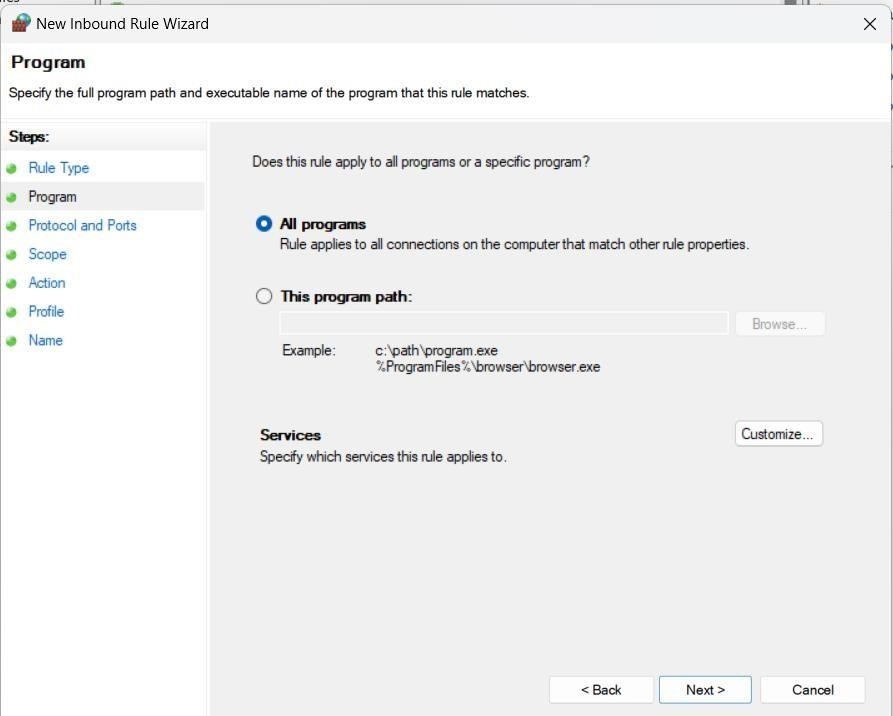 New Inbound Rule Wizard
Program
Specify the full program path and executable name of the program that this rule matches.
Steps:
Rule Type
Program
Protocol and Ports
Scope
Action
Profile
Name
Does this rule apply to all programs or a specific program?
All programs
Rule applies to all connections on the computer that match other rule properties.
This program path:
Browse...
Example: c:\path\program.exe
%ProgramFiles%\browser\browser.exe
Services
Customize...
Specify which services this rule applies to.
< Back Next > Cancel